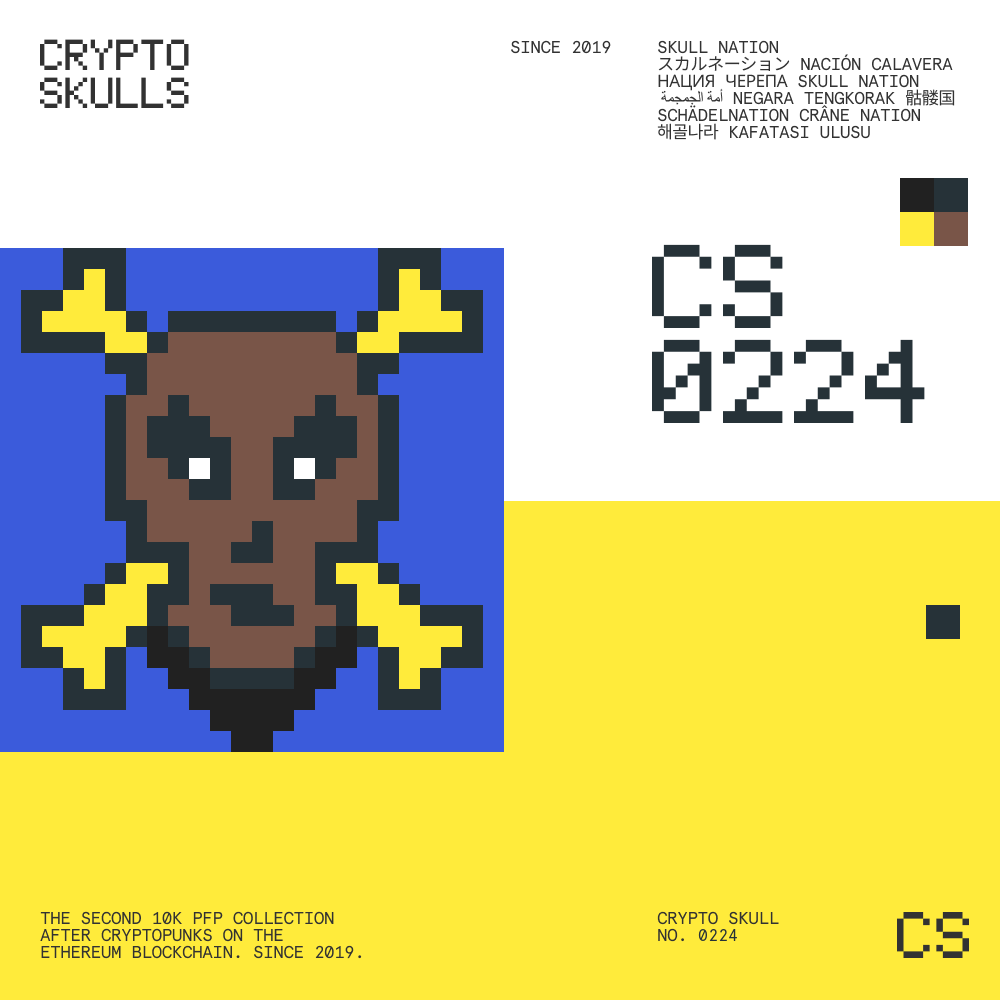 CRYPTO
SKULLS
SINCE 2019
SKULL NATION
スカルネーション NACIÓN CALAVERA
НАЦИЯ ЧЕРЕПА SKULL NATION
أمة الجمجمة NEGARA TENGKORAK 骷髅国
SCHÄDELNATION CRÂNE NATION
해골나라 KAFATASI ULUSU
CS
0224
THE SECOND 10K PFP COLLECTION
AFTER CRYPTOPUNKS ON THE
ETHEREUM BLOCKCHAIN. SINCE 2019.
CRYPTO SKULL
NO. 0224
CS